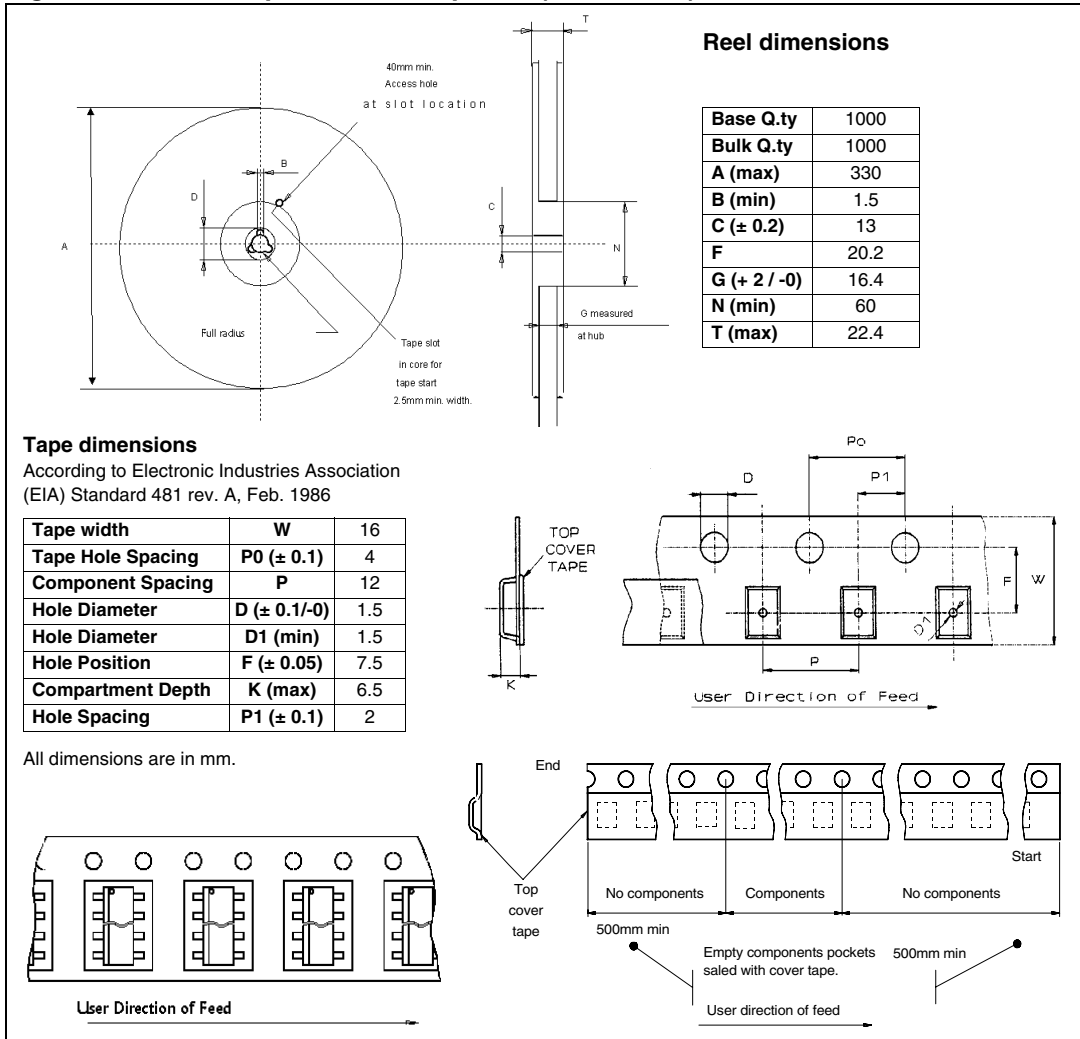 T
40mm min.
Access hole
at slot location
B
D
C
A
N
G measured
at hub
Full radius
Tape slot
in core for
tape start
2.5mm min. width.
Reel dimensions
Base Q.ty 1000
Bulk Q.ty 1000
A (max) 330
B (min) 1.5
C (± 0.2) 13
F 20.2
G (+ 2 / -0) 16.4
N (min) 60
T (max) 22.4
Tape dimensions
According to Electronic Industries Association
(EIA) Standard 481 rev. A, Feb. 1986
Tape width W 16
Tape Hole Spacing P0 (± 0.1) 4
Component Spacing P 12
Hole Diameter D (± 0.1/-0) 1.5
Hole Diameter D1 (min) 1.5
Hole Position F (± 0.05) 7.5
Compartment Depth K (max) 6.5
Hole Spacing P1 (± 0.1) 2
All dimensions are in mm.
Po
D
P1
TOP
COVER
TAPE
F
W
D1
K
P
User Direction of Feed
End
Start
Top
cover
tape
No components
Components
No components
500mm min
Empty components pockets
saled with cover tape.
500mm min
User direction of feed
User Direction of Feed